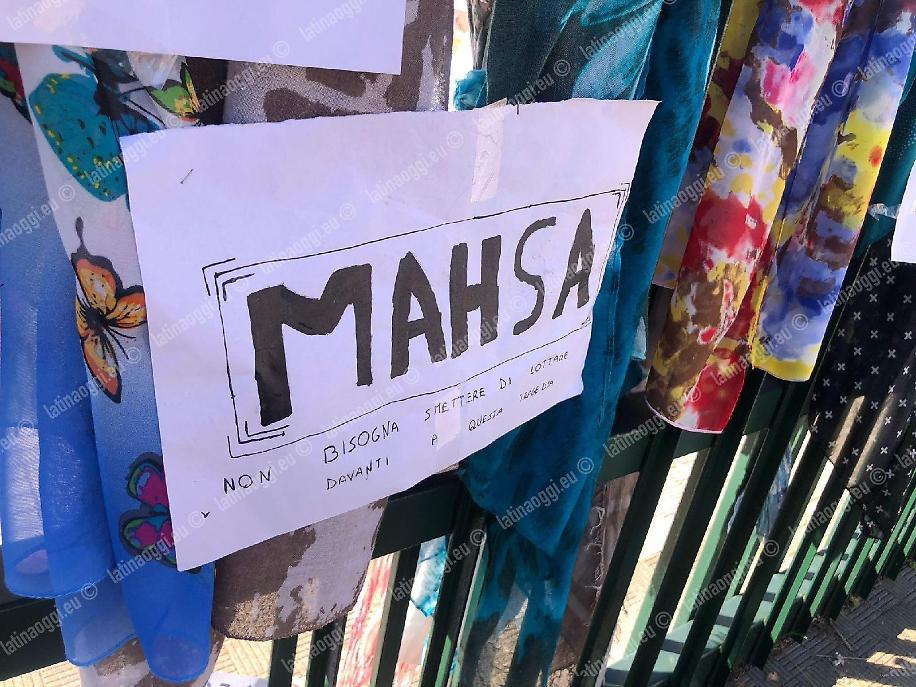 MAHSA
NON BISOGNA SMETTERE DI LOTTARE
DAVANTI A QUESTA TRAGEDIA
latinaoggi.eu ©